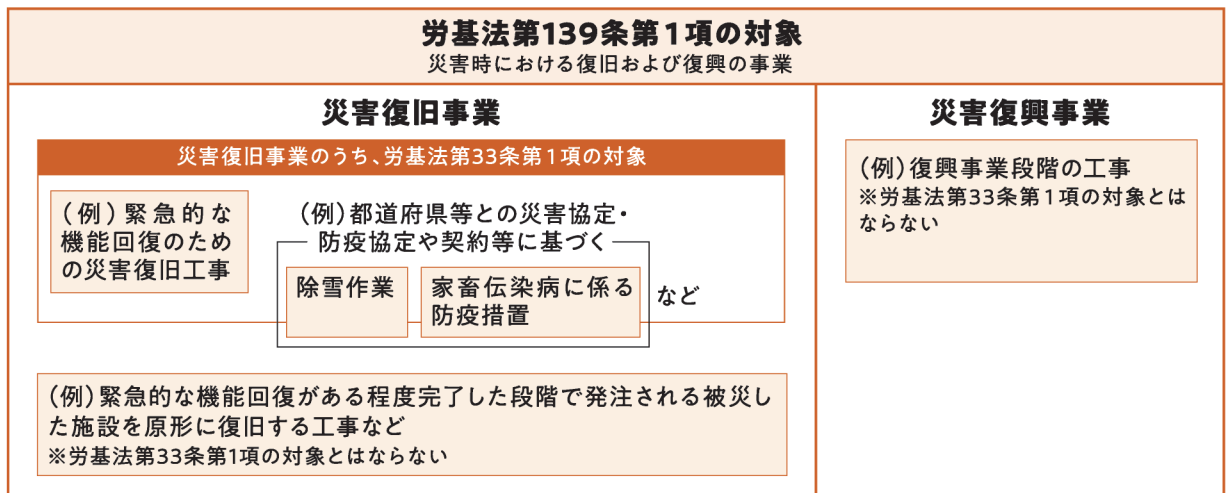 労基法第139条第1項の対象
災害時における復旧および復興の事業
災害復旧事業
災害復旧事業のうち、労基法第33条第1項の対象
（例）緊急的な
機能回復のため
の災害復旧工事
（例）都道府県等との災害協定・
防疫協定や契約等に基づく
除雪作業
家畜伝染病に係る
防疫措置
など
（例）緊急的な機能回復がある程度完了した段階で発注される被災し
た施設を原形に復旧する工事など
※労基法第33条第1項の対象とはならない
災害復興事業
（例）復興事業段階の工事
※労基法第33条第1項の対象とは
ならない